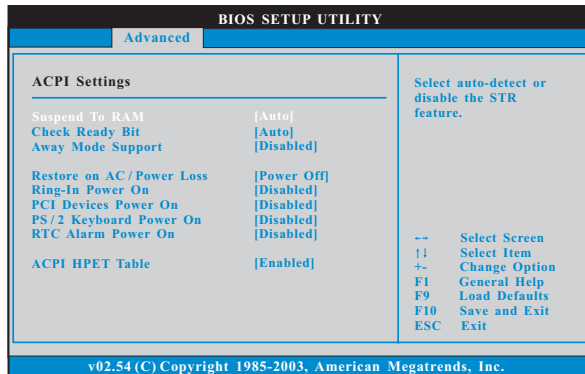 BIOS SETUP UTILITY
Advanced
ACPI Settings
Suspend To RAM [Auto]
Check Ready Bit [Auto]
Away Mode Support [Disabled]
Restore on AC / Power Loss [Power Off]
Ring-In Power On [Disabled]
PCI Devices Power On [Disabled]
PS / 2 Keyboard Power On [Disabled]
RTC Alarm Power On [Disabled]
ACPI HPET Table [Enabled]
Select auto-detect or
disable the STR
feature.
←→ Select Screen
↑↓ Select Item
+- Change Option
F1 General Help
F9 Load Defaults
F10 Save and Exit
ESC Exit
v02.54 (C) Copyright 1985-2003, American Megatrends, Inc.